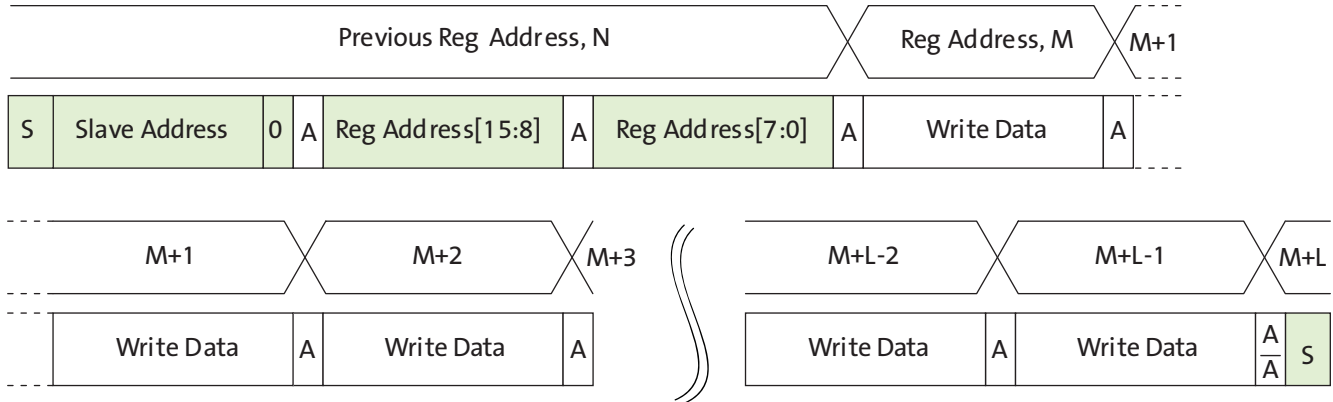 Previous Reg Address, N Reg Address, M M+1
S Slave Address 0 A Reg Address[15:8] A Reg Address[7:0] A Write Data A
M+1 M+2 M+3 M+L-2 M+L-1 M+L
Write Data A Write Data A Write Data A Write Data A/A̅ S